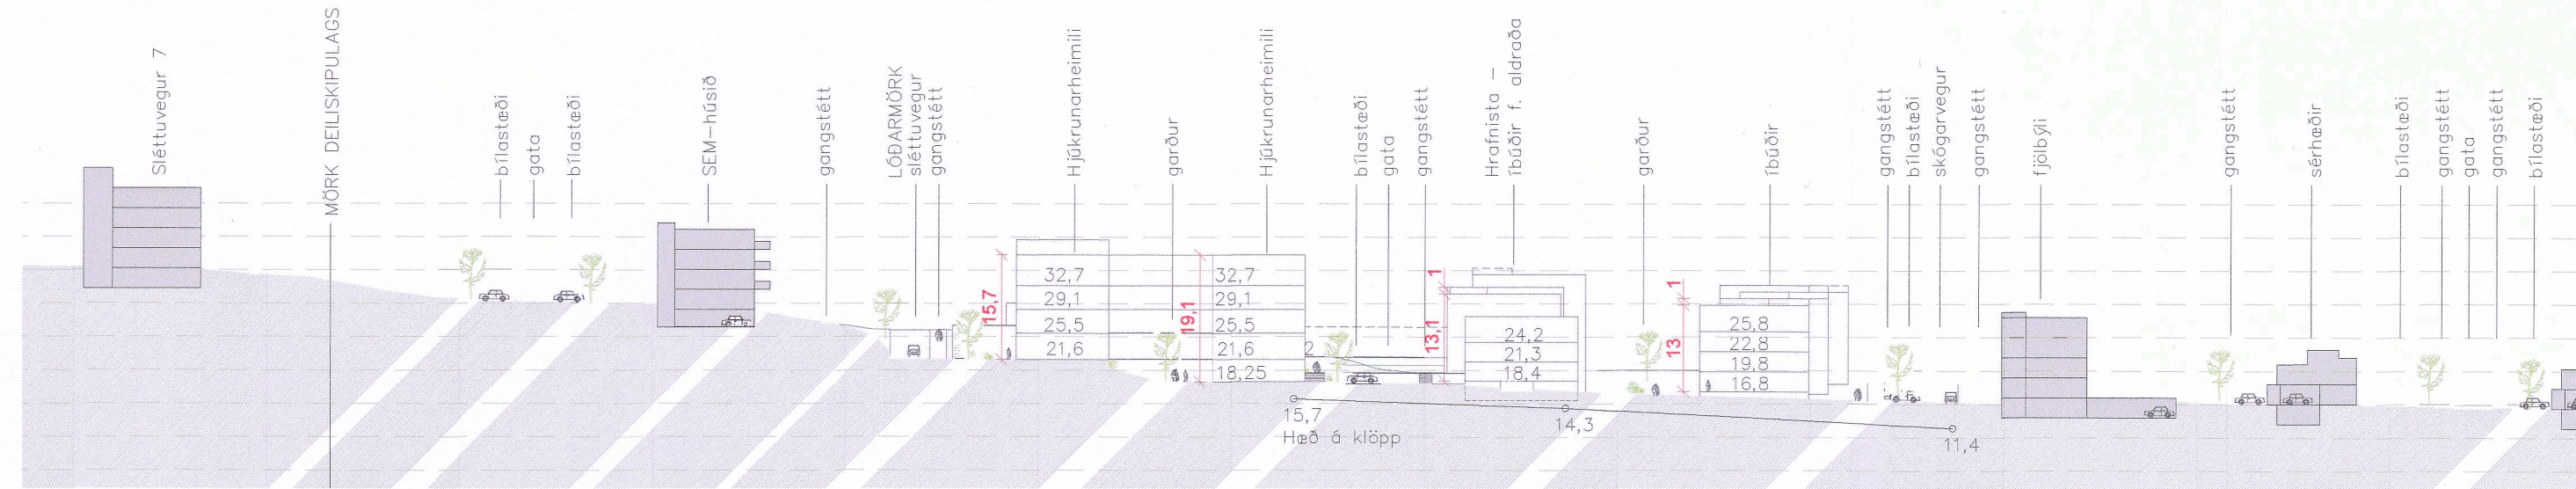 Sléttuvegur 7
MÖRK DEILISKIPULAGS
bílastæði
gata
bílastæði
SEM-húsið
gangstétt
LÓÐARMÖRK
sléttuvegur
gangstétt
Hjúkrunarheimili
garður
Hjúkrunarheimili
bílastæði
gata
gangstétt
Hrafnista –
íbúðir f. aldraða
garður
íbúðir
gangstétt
bílastæði
skógarvegur
gangstétt
fjölbýli
gangstétt
sérhæðir
bílastæði
gangstétt
gata
gangstétt
bílastæði
15,7
32,7
29,1
25,5
21,6
19,1
32,7
29,1
25,5
21,6
18,25
2
1
13,1
24,2
21,3
18,4
1
13
25,8
22,8
19,8
16,8
15,7
Hæð á klöpp
14,3
11,4